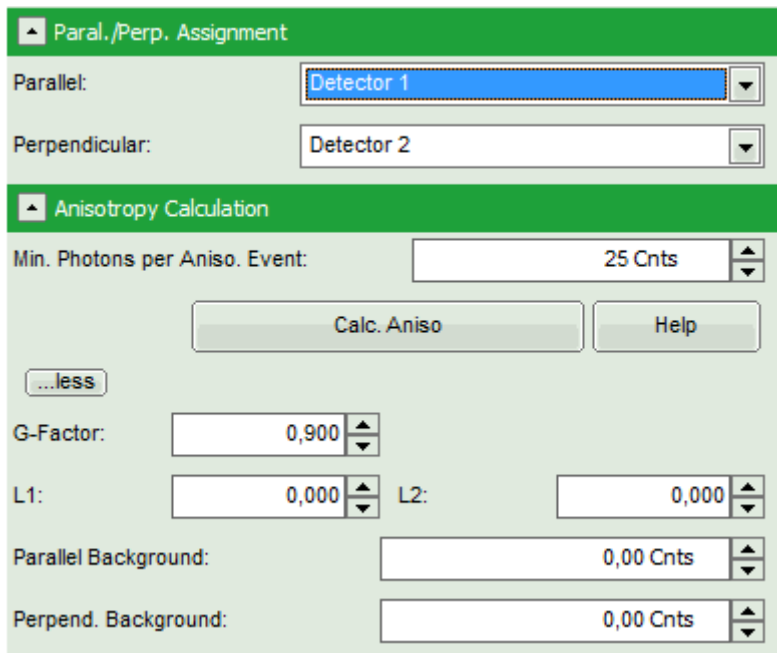 Paral./Perp. Assignment
Parallel: Detector 1
Perpendicular: Detector 2
Anisotropy Calculation
Min. Photons per Aniso. Event: 25 Cnts
Calc. Aniso Help
...less
G-Factor: 0,900
L1: 0,000 L2: 0,000
Parallel Background: 0,00 Cnts
Perpend. Background: 0,00 Cnts